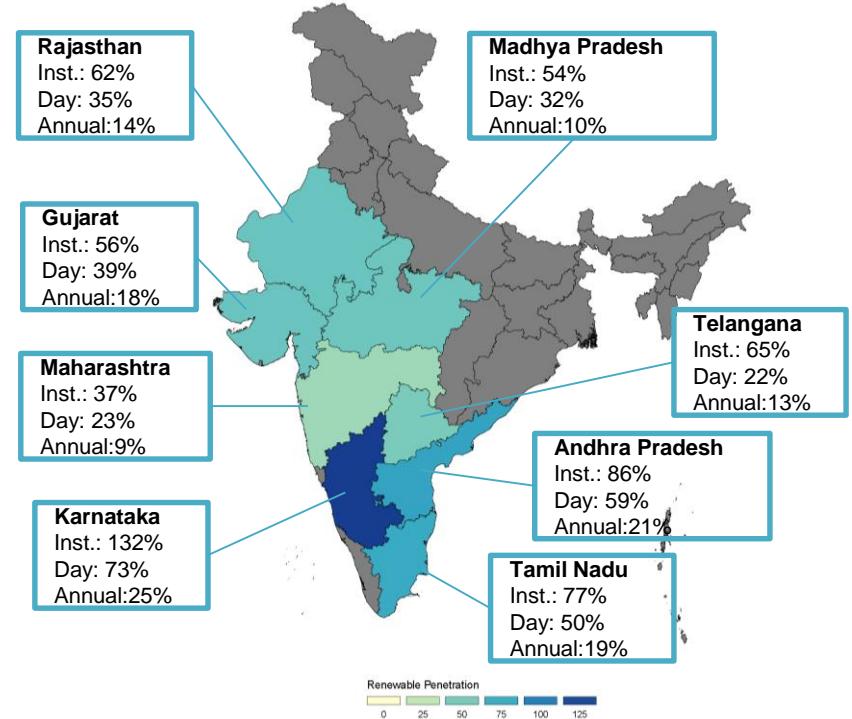 Rajasthan
Inst.: 62%
Day: 35%
Annual:14%
Madhya Pradesh
Inst.: 54%
Day: 32%
Annual:10%
Gujarat
Inst.: 56%
Day: 39%
Annual:18%
Telangana
Inst.: 65%
Day: 22%
Annual:13%
Maharashtra
Inst.: 37%
Day: 23%
Annual:9%
Andhra Pradesh
Inst.: 86%
Day: 59%
Annual:21%
Karnataka
Inst.: 132%
Day: 73%
Annual:25%
Tamil Nadu
Inst.: 77%
Day: 50%
Annual:19%
Renewable Penetration
0 25 50 75 100 125